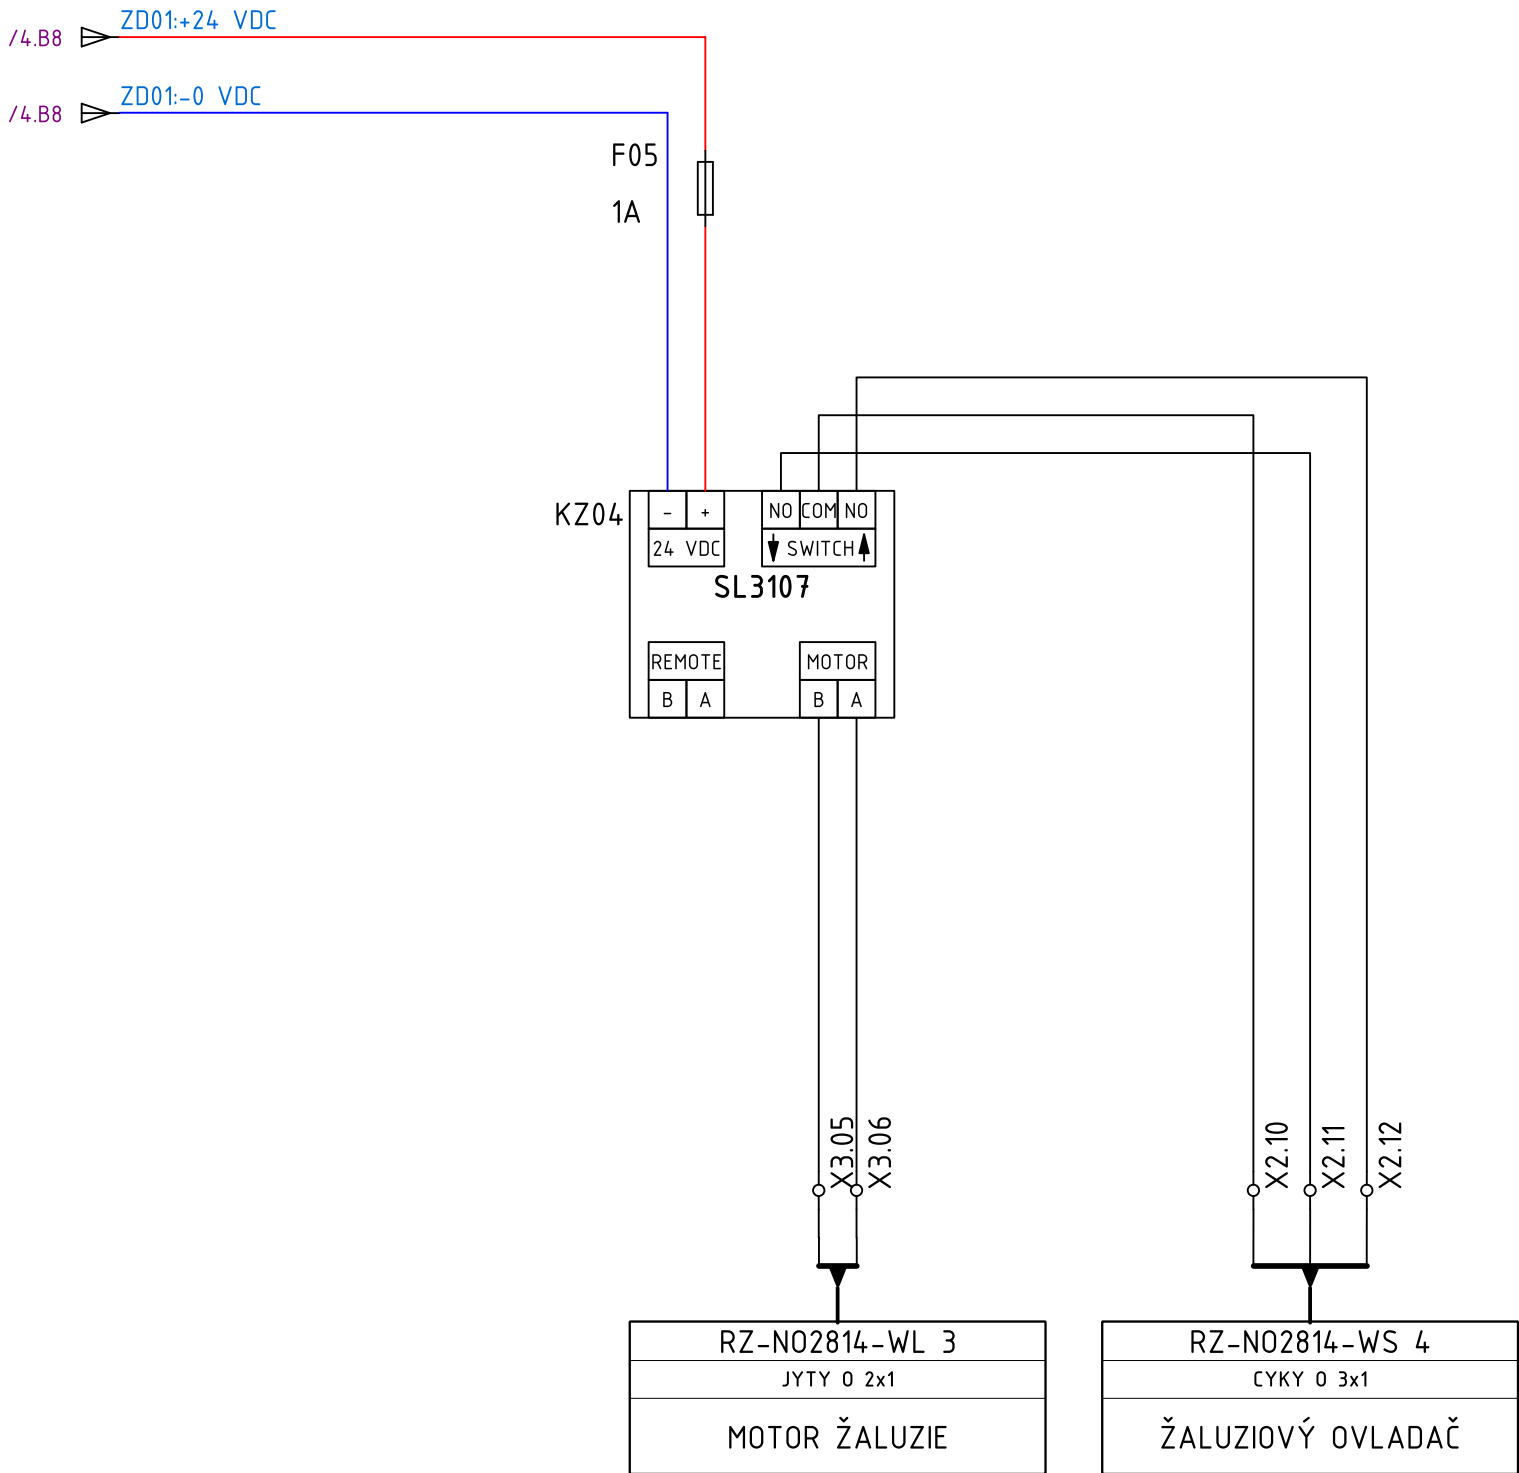 ZD01:+24 VDC
/4.B8
ZD01:-0 VDC
/4.B8
F05
1A
KZ04
- + NO COM NO
24 VDC SWITCH
SL3107
REMOTE MOTOR
B A B A
X3.05
X3.06
X2.10
X2.11
X2.12
RZ-NO2814-WL 3
JYTY O 2x1
MOTOR ŽALUZIE
RZ-NO2814-WS 4
CYKY O 3x1
ŽALUZIOVÝ OVLADAČ